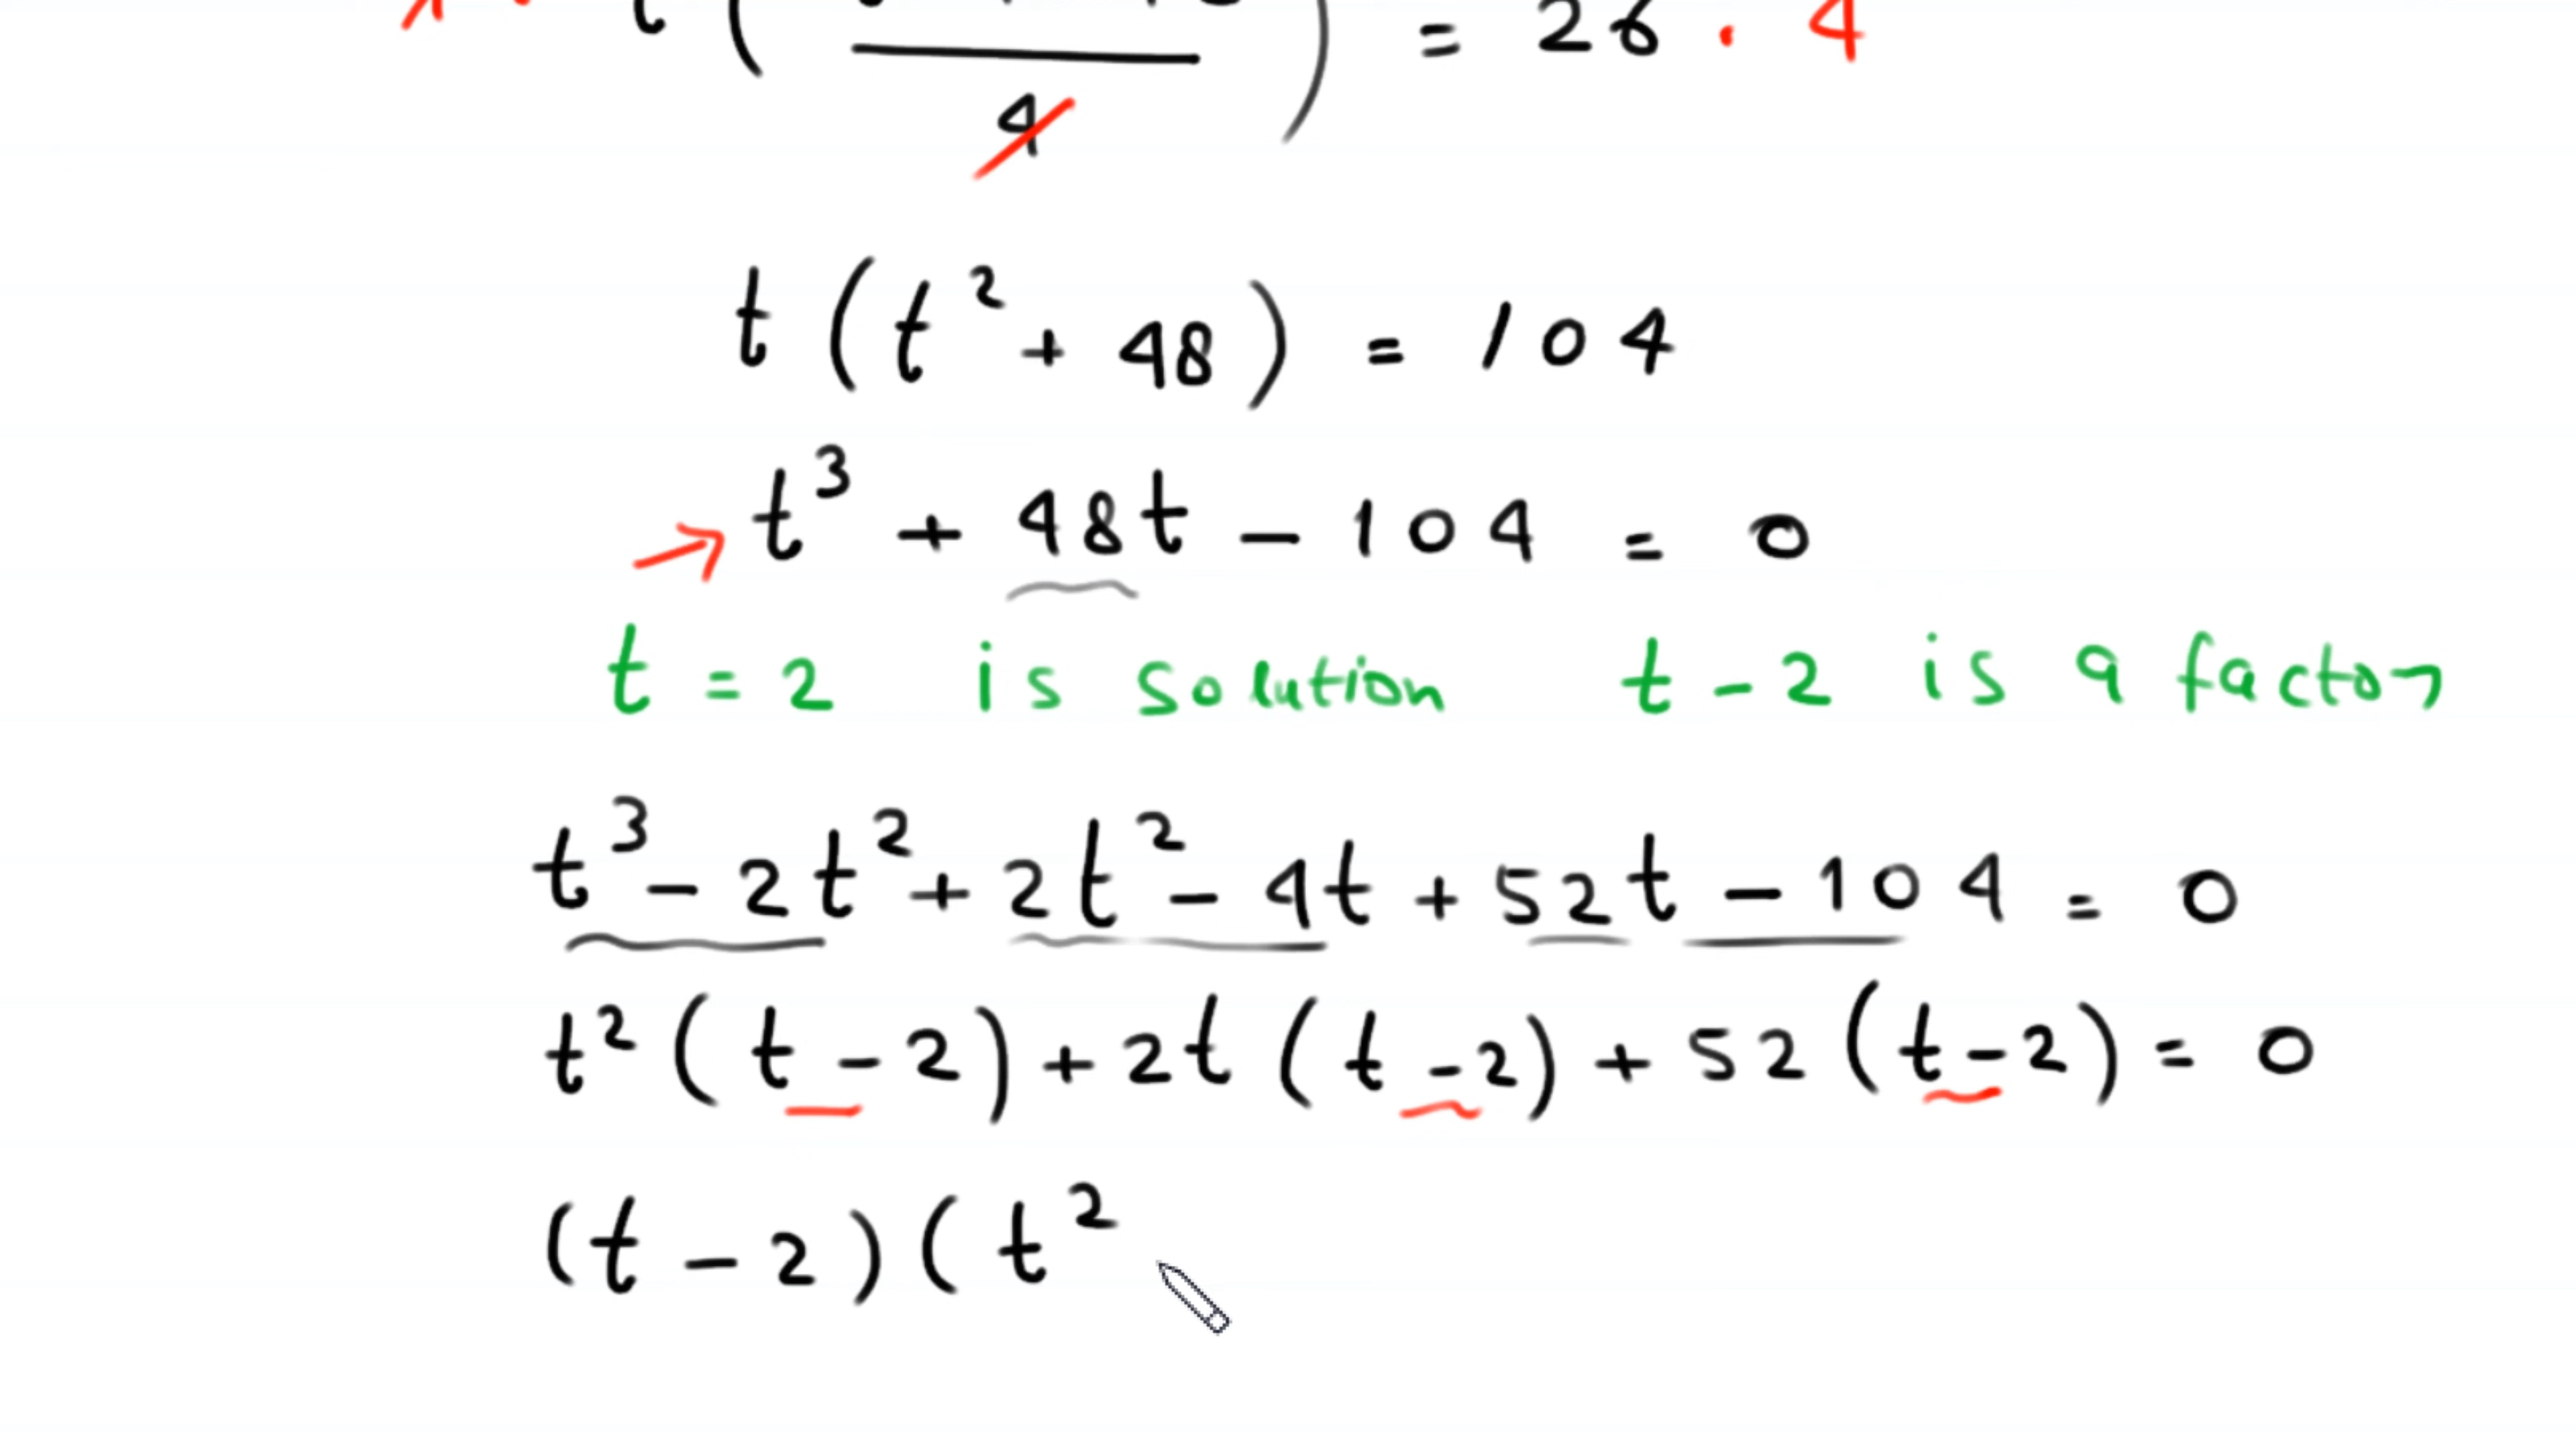 t ( 4 ) = 26 · 4
t ( t² + 48 ) = 104
t³ + 48t − 104 = 0
t = 2 is solution t − 2 is a factor
t³ − 2t² + 2t² − 4t + 52t − 104 = 0
t² ( t − 2 ) + 2t ( t − 2 ) + 52 ( t − 2 ) = 0
( t − 2 ) ( t²